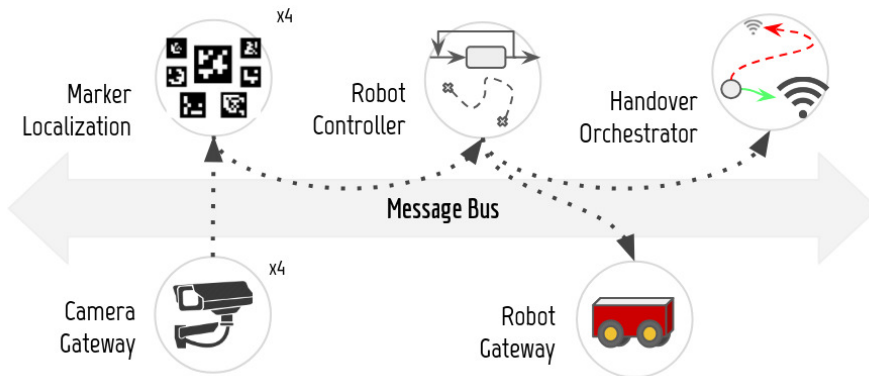 x4
Marker
Localization
Robot
Controller
Handover
Orchestrator
Message Bus
x4
Camera
Gateway
Robot
Gateway